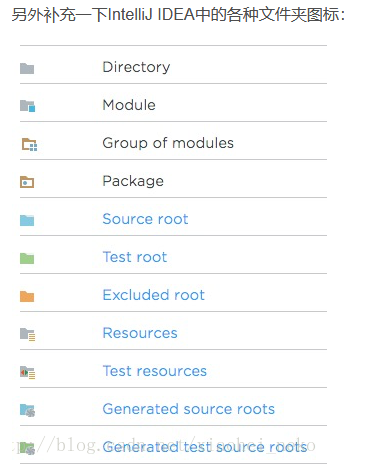 另外补充一下IntelliJ IDEA中的各种文件夹图标：
Directory
Module
Group of modules
Package
Source root
Test root
Excluded root
Resources
Test resources
Generated source roots
Generated test source roots